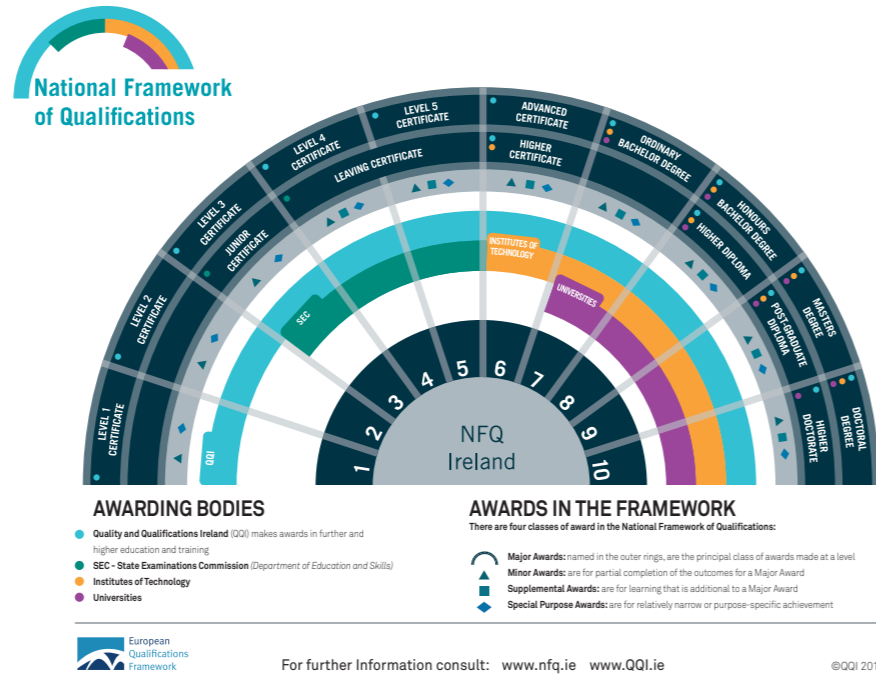 National Framework
of Qualifications
LEVEL 1
CERTIFICATE
LEVEL 2
CERTIFICATE
LEVEL 3
CERTIFICATE
JUNIOR
CERTIFICATE
LEVEL 4
CERTIFICATE
LEAVING CERTIFICATE
LEVEL 5
CERTIFICATE
ADVANCED
CERTIFICATE
HIGHER
CERTIFICATE
ORDINARY
BACHELOR DEGREE
HONOURS
BACHELOR DEGREE
HIGHER DIPLOMA
MASTERS
DEGREE
POST-GRADUATE
DIPLOMA
DOCTORAL
DEGREE
HIGHER
DOCTORATE
QQI
SEC
INSTITUTES OF
TECHNOLOGY
UNIVERSITIES
1
2
3
4
5
6
7
8
9
10
NFQ
Ireland
AWARDING BODIES
Quality and Qualifications Ireland (QQI) makes awards in further and
higher education and training
SEC - State Examinations Commission (Department of Education and Skills)
Institutes of Technology
Universities
AWARDS IN THE FRAMEWORK
There are four classes of award in the National Framework of Qualifications:
Major Awards: named in the outer rings, are the principal class of awards made at a level
Minor Awards: are for partial completion of the outcomes for a Major Award
Supplemental Awards: are for learning that is additional to a Major Award
Special Purpose Awards: are for relatively narrow or purpose-specific achievement
European
Qualifications
Framework
For further Information consult: www.nfq.ie www.QQI.ie
©QQI 201